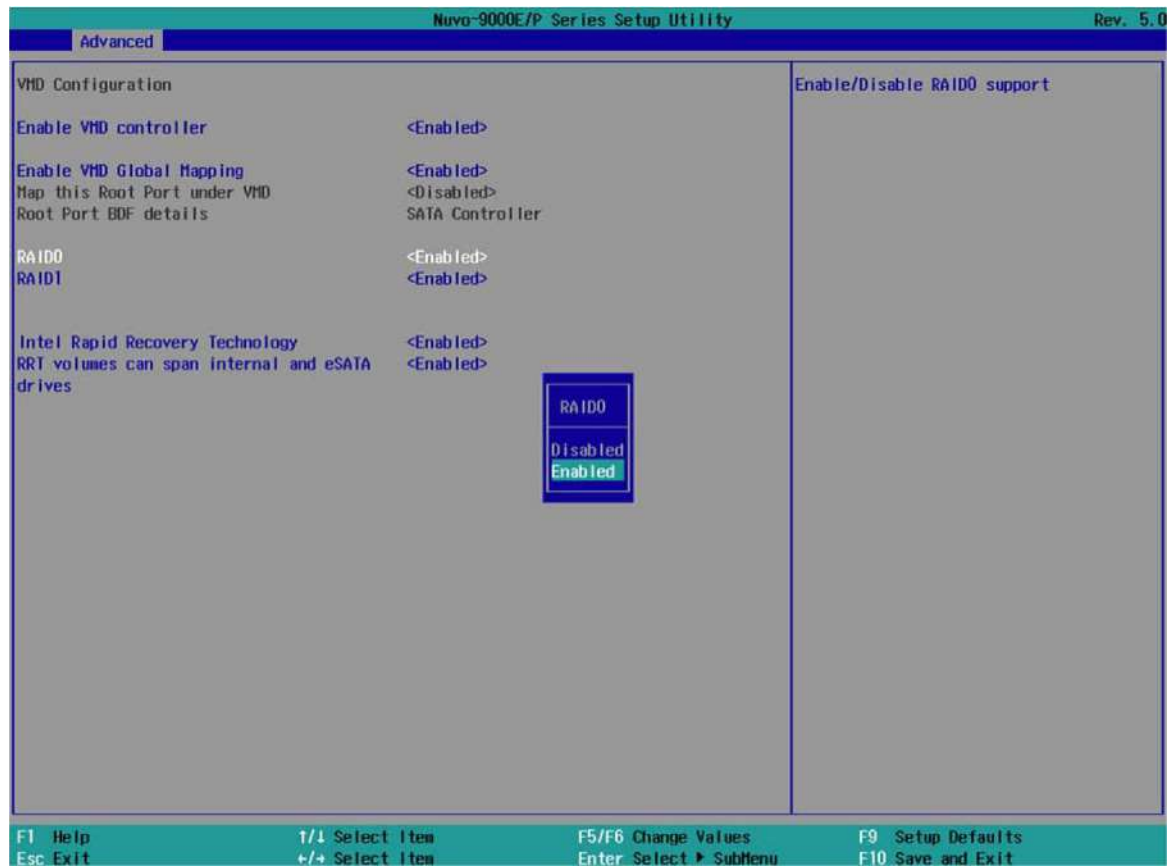 Nuvo-9000E/P Series Setup Utility Rev. 5.0
Advanced
VMD Configuration
Enable/Disable RAID0 support
Enable VMD controller <Enabled>
Enable VMD Global Mapping <Enabled>
Map this Root Port under VMD <Disabled>
Root Port BDF details SATA Controller
RAID0 <Enabled>
RAID1 <Enabled>
Intel Rapid Recovery Technology <Enabled>
RRT volumes can span internal and eSATA <Enabled>
drives
RAID0
Disabled
Enabled
F1 Help ↑/↓ Select Item F5/F6 Change Values F9 Setup Defaults
Esc Exit ←/→ Select Item Enter Select ▶ SubMenu F10 Save and Exit